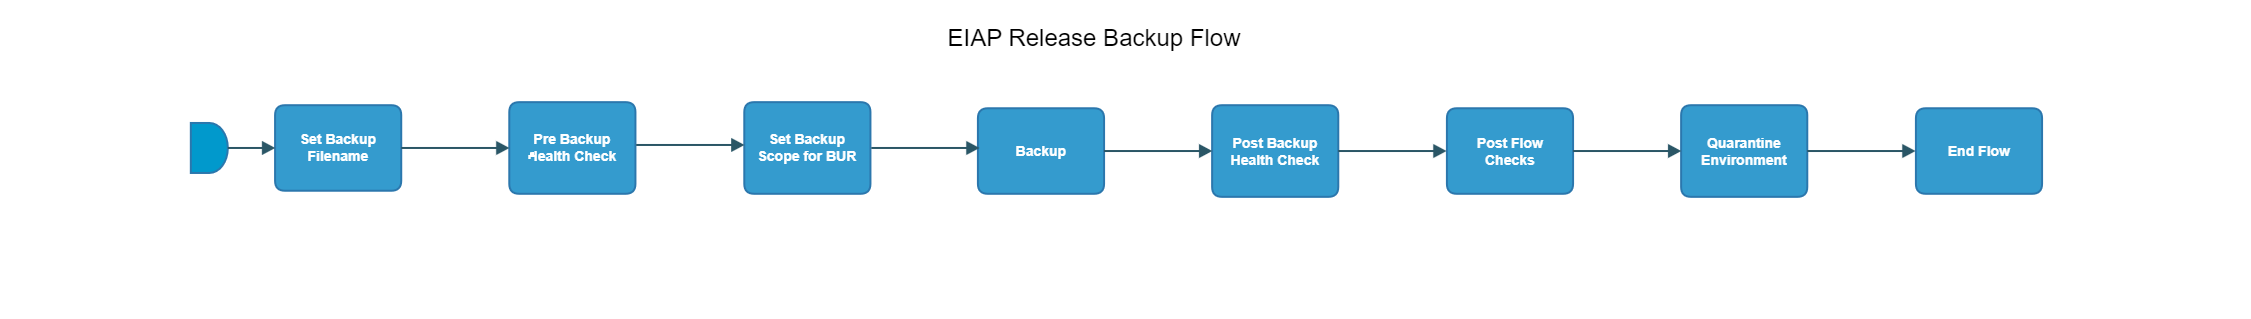 EIAP Release Backup Flow
Set Backup
Filename
Pre Backup
Health Check
Set Backup
Scope for BUR
Backup
Post Backup
Health Check
Post Flow
Checks
Quarantine
Environment
End Flow